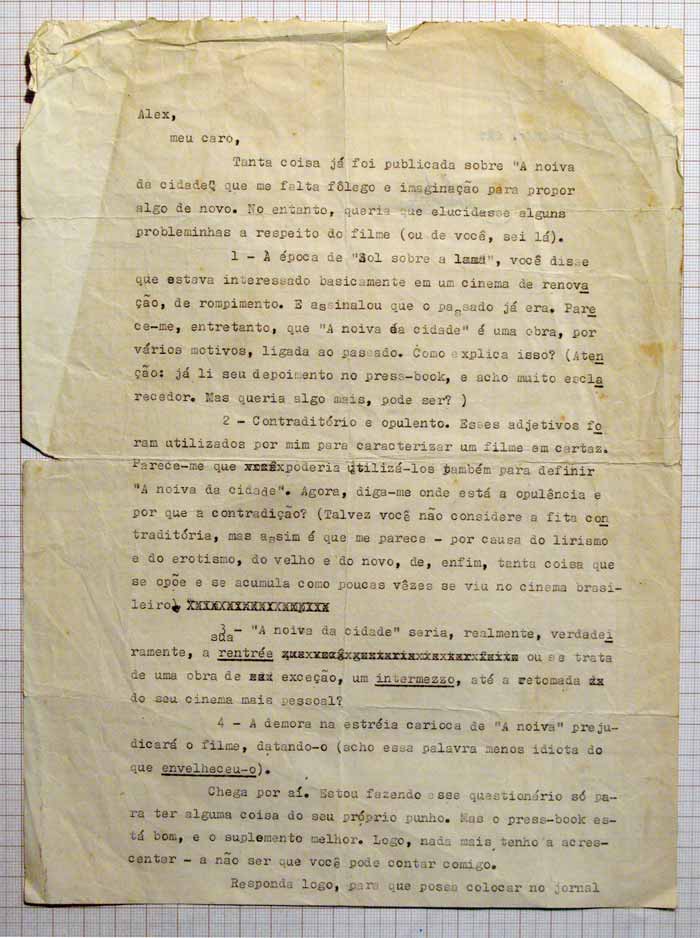 Alex,
meu caro,
Tanta coisa já foi publicada sobre "A noiva
da cidade" que me falta fôlego e imaginação para propor
algo de novo. No entanto, queria que elucidasse alguns
probleminhas a respeito do filme (ou de você, sei lá).
1 - À época de "Sol sobre a lama", você disse
que estava interessado basicamente em um cinema de renova
ção, de rompimento. E assinalou que o passado já era. Pare
ce-me, entretanto, que "A noiva da cidade" é uma obra, por
vários motivos, ligada ao passado. Como explica isso? (Aten
ção: já li seu depoimento no press-book, e acho muito escla
recedor. Mas queria algo mais, pode ser? )
2 - Contraditório e opulento. Esses adjetivos fo
ram utilizados por mim para caracterizar um filme em cartaz.
Parece-me que poderia utilizá-los também para definir
"A noiva da cidade". Agora, diga-me onde está a opulência e
por que a contradição? (Talvez você não considere a fita con
traditória, mas assim é que me parece - por causa do lirismo
e do erotismo, do velho e do novo, de, enfim, tanta coisa que
se opõe e se acumula como poucas vêzes se viu no cinema brasi-
leiro)
3 - "A noiva da cidade" seria, realmente, verdadei
ramente, a sua rentrée ou se trata
de uma obra de exceção, um intermezzo, até a retomada
do seu cinema mais pessoal?
4 - A demora na estréia carioca de "A noiva" preju-
dicará o filme, datando-o (acho essa palavra menos idiota do
que envelheceu-o).
Chega por aí. Estou fazendo esse questionário só pa-
ra ter alguma coisa do seu próprio punho. Mas o press-book es-
tá bom, e o suplemento melhor. Logo, nada mais tenho a acres-
centar - a não ser que você pode contar comigo.
Responda logo, para que possa colocar no jornal